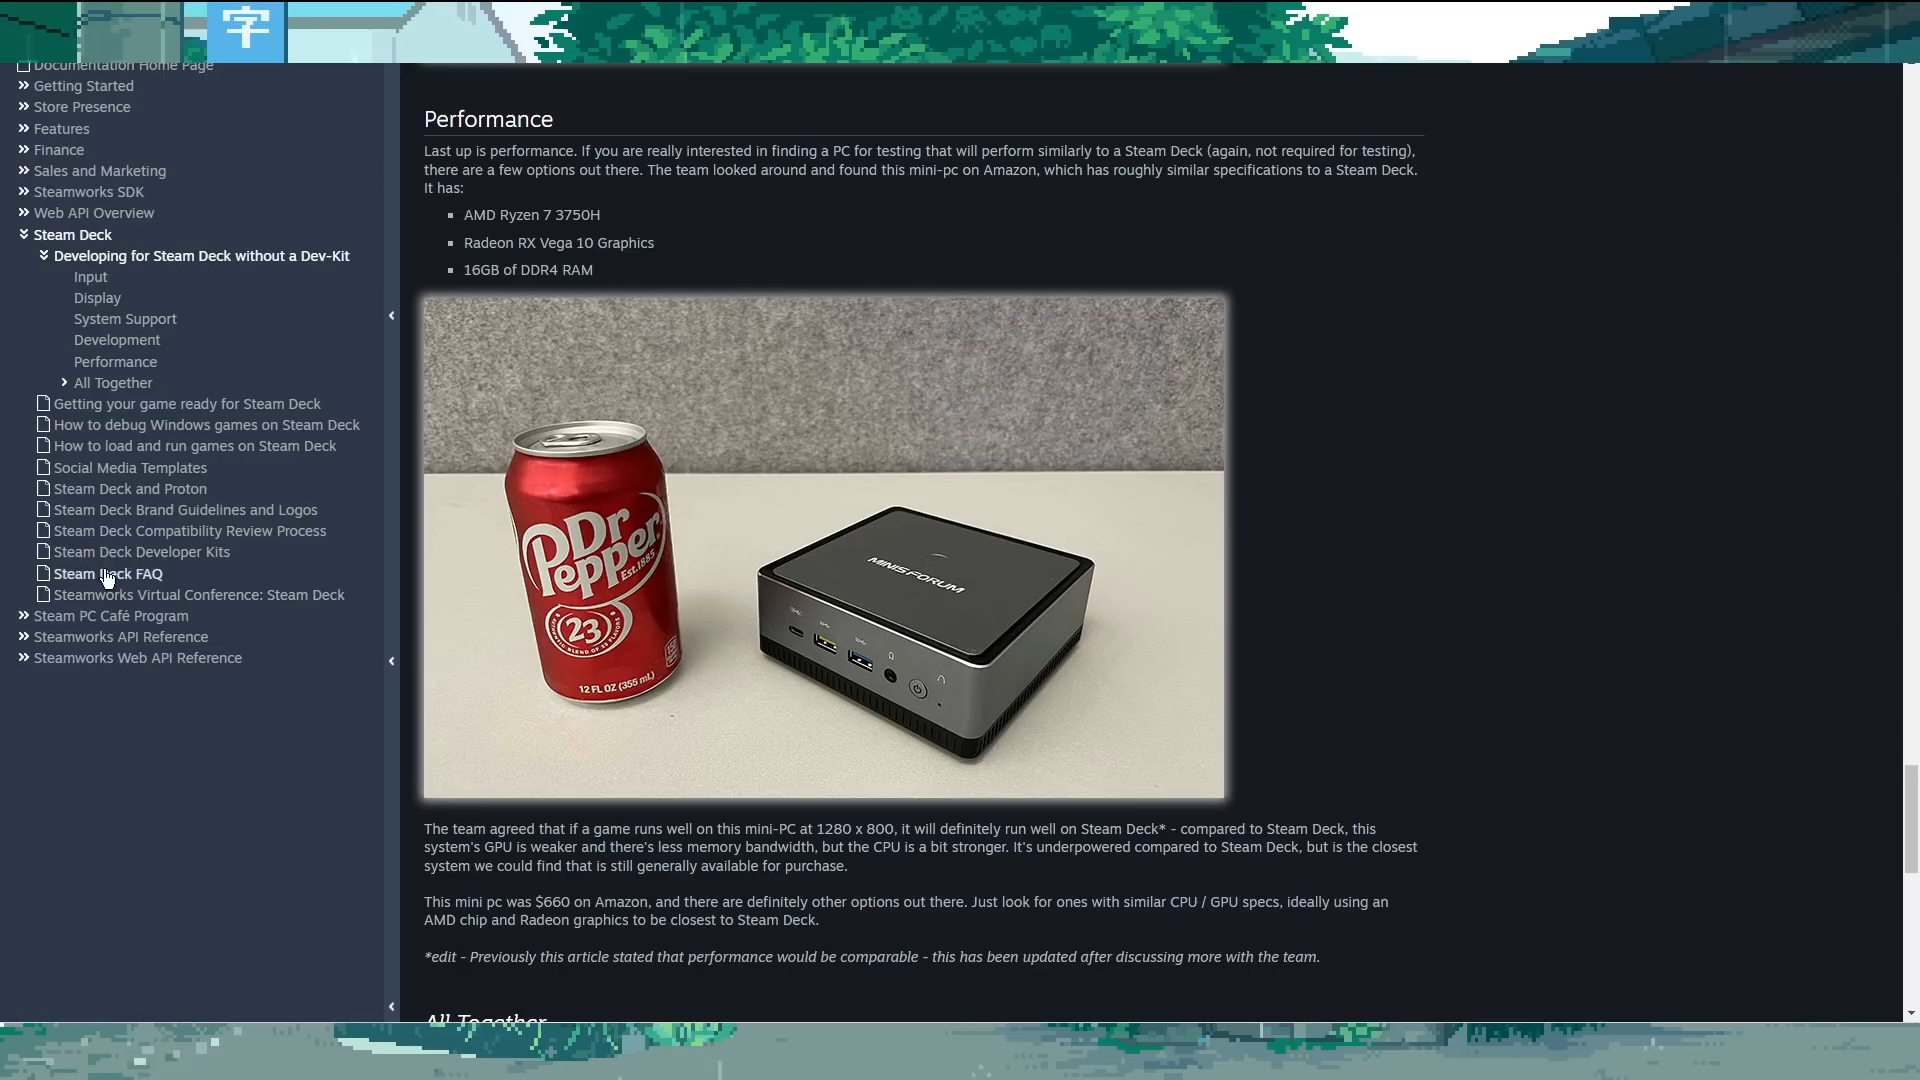 字
Documentation Home Page
Getting Started
Store Presence
Features
Finance
Sales and Marketing
Steamworks SDK
Web API Overview
Steam Deck
Developing for Steam Deck without a Dev-Kit
Input
Display
System Support
Development
Performance
All Together
Getting your game ready for Steam Deck
How to debug Windows games on Steam Deck
How to load and run games on Steam Deck
Social Media Templates
Steam Deck and Proton
Steam Deck Brand Guidelines and Logos
Steam Deck Compatibility Review Process
Steam Deck Developer Kits
Steam Deck FAQ
Steamworks Virtual Conference: Steam Deck
Steam PC Café Program
Steamworks API Reference
Steamworks Web API Reference
Performance
Last up is performance. If you are really interested in finding a PC for testing that will perform similarly to a Steam Deck (again, not required for testing),
there are a few options out there. The team looked around and found this mini-pc on Amazon, which has roughly similar specifications to a Steam Deck.
It has:
AMD Ryzen 7 3750H
Radeon RX Vega 10 Graphics
16GB of DDR4 RAM
Dr
Pepper
Est.1885
23
AUTHENTIC BLEND OF 23 FLAVORS
12 FL OZ (355 mL)
MINISFORUM
The team agreed that if a game runs well on this mini-PC at 1280 x 800, it will definitely run well on Steam Deck* - compared to Steam Deck, this
system's GPU is weaker and there's less memory bandwidth, but the CPU is a bit stronger. It's underpowered compared to Steam Deck, but is the closest
system we could find that is still generally available for purchase.
This mini pc was $660 on Amazon, and there are definitely other options out there. Just look for ones with similar CPU / GPU specs, ideally using an
AMD chip and Radeon graphics to be closest to Steam Deck.
*edit - Previously this article stated that performance would be comparable - this has been updated after discussing more with the team.
All Together